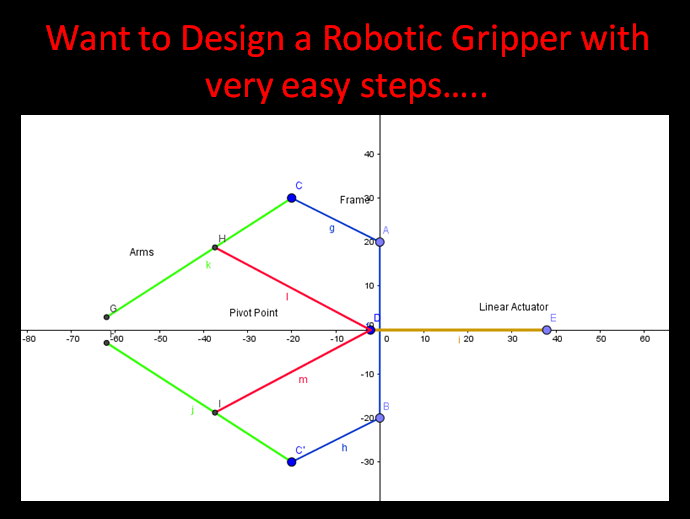 Want to Design a Robotic Gripper with
very easy steps…..
40
C
Frame
30
g
A
H
20
Arms
k
10
l
G
Pivot Point
D
Linear Actuator
E
-80 -70 -60 -50 -40 -30 -20 -10 0 10 20 30 40 50 60
i
-10
m
j
I
B
-20
C'
h
-30